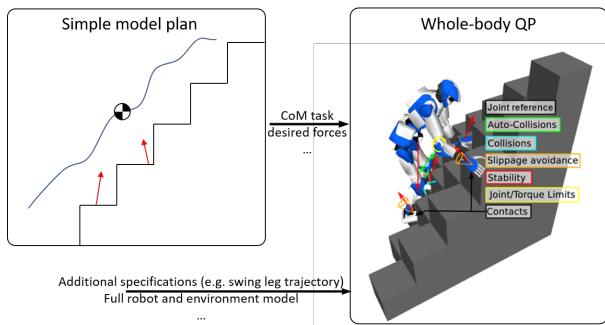 Simple model plan
Whole-body QP
CoM task
desired forces
...
Joint reference
Auto-Collisions
Collisions
Slippage avoidance
Stability
Joint/Torque Limits
Contacts
Additional specifications (e.g. swing leg trajectory)
Full robot and environment model
...